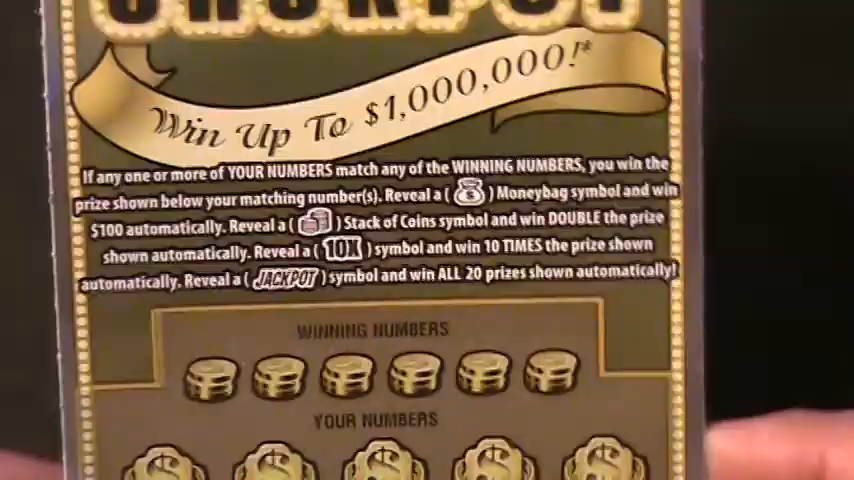 JACKPOT
Win Up To $1,000,000!*
If any one or more of YOUR NUMBERS match any of the WINNING NUMBERS, you win the
prize shown below your matching number(s). Reveal a ( ) Moneybag symbol and win
$100 automatically. Reveal a ( ) Stack of Coins symbol and win DOUBLE the prize
shown automatically. Reveal a ( 10X ) symbol and win 10 TIMES the prize shown
automatically. Reveal a ( JACKPOT ) symbol and win ALL 20 prizes shown automatically!
WINNING NUMBERS
YOUR NUMBERS
$ $ $ $ $